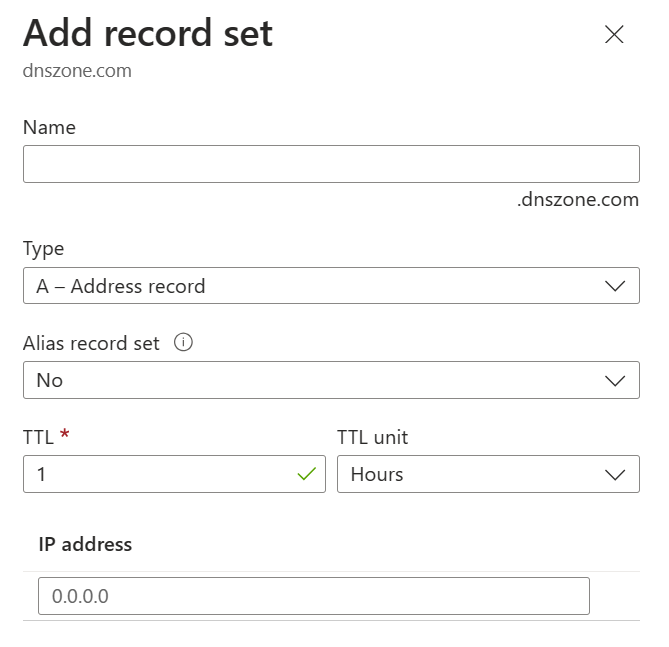 Add record set
dnszone.com
Name
.dnszone.com
Type
A – Address record
Alias record set
No
TTL * TTL unit
1 Hours
IP address
0.0.0.0